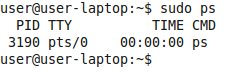 user@user-laptop:~$ sudo ps
  PID TTY          TIME CMD
 3190 pts/0    00:00:00 ps
user@user-laptop:~$